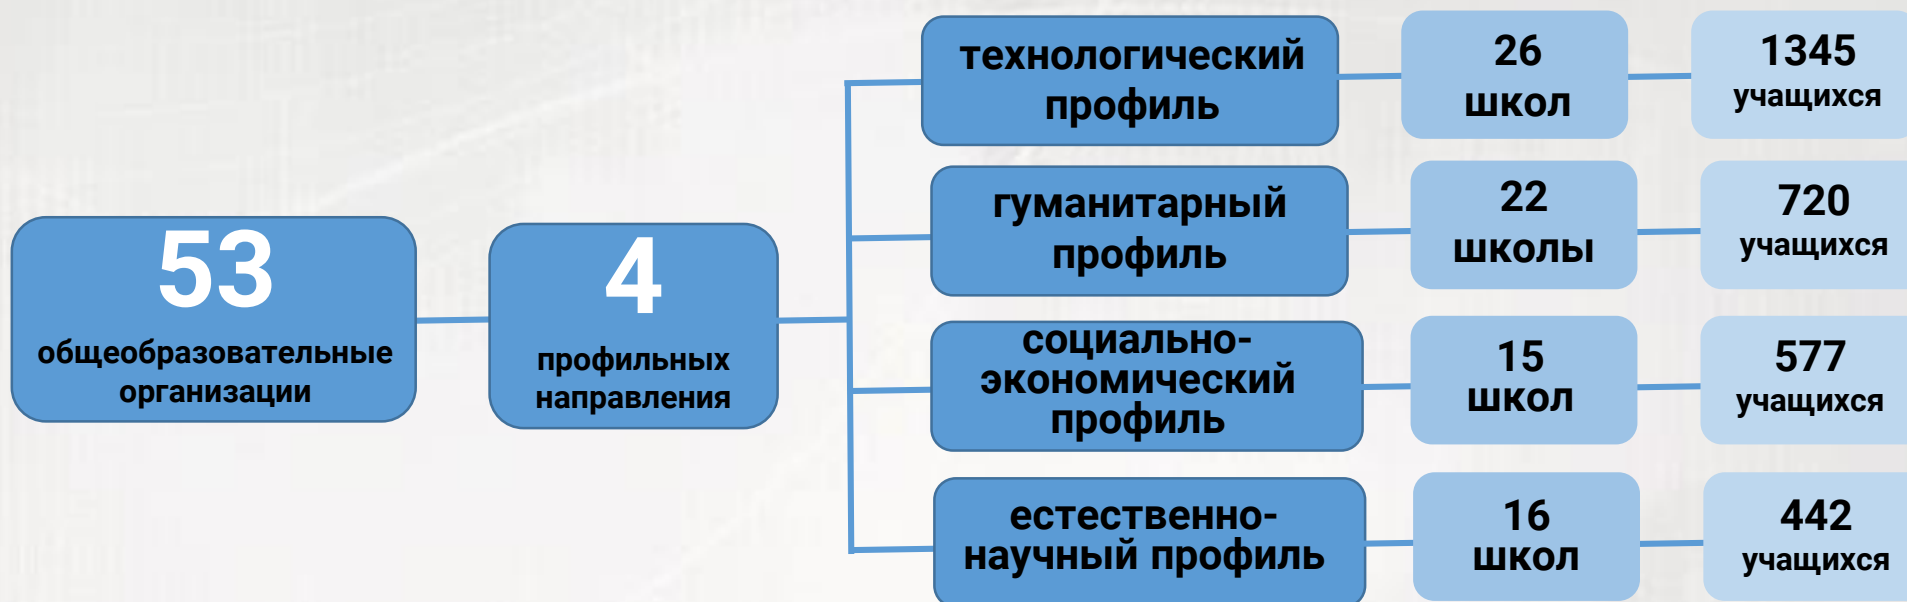 53
общеобразовательные
организации
4
профильных
направления
технологический
профиль
26
школ
1345
учащихся
гуманитарный
профиль
22
школы
720
учащихся
социально-
экономический
профиль
15
школ
577
учащихся
естественно-
научный профиль
16
школ
442
учащихся